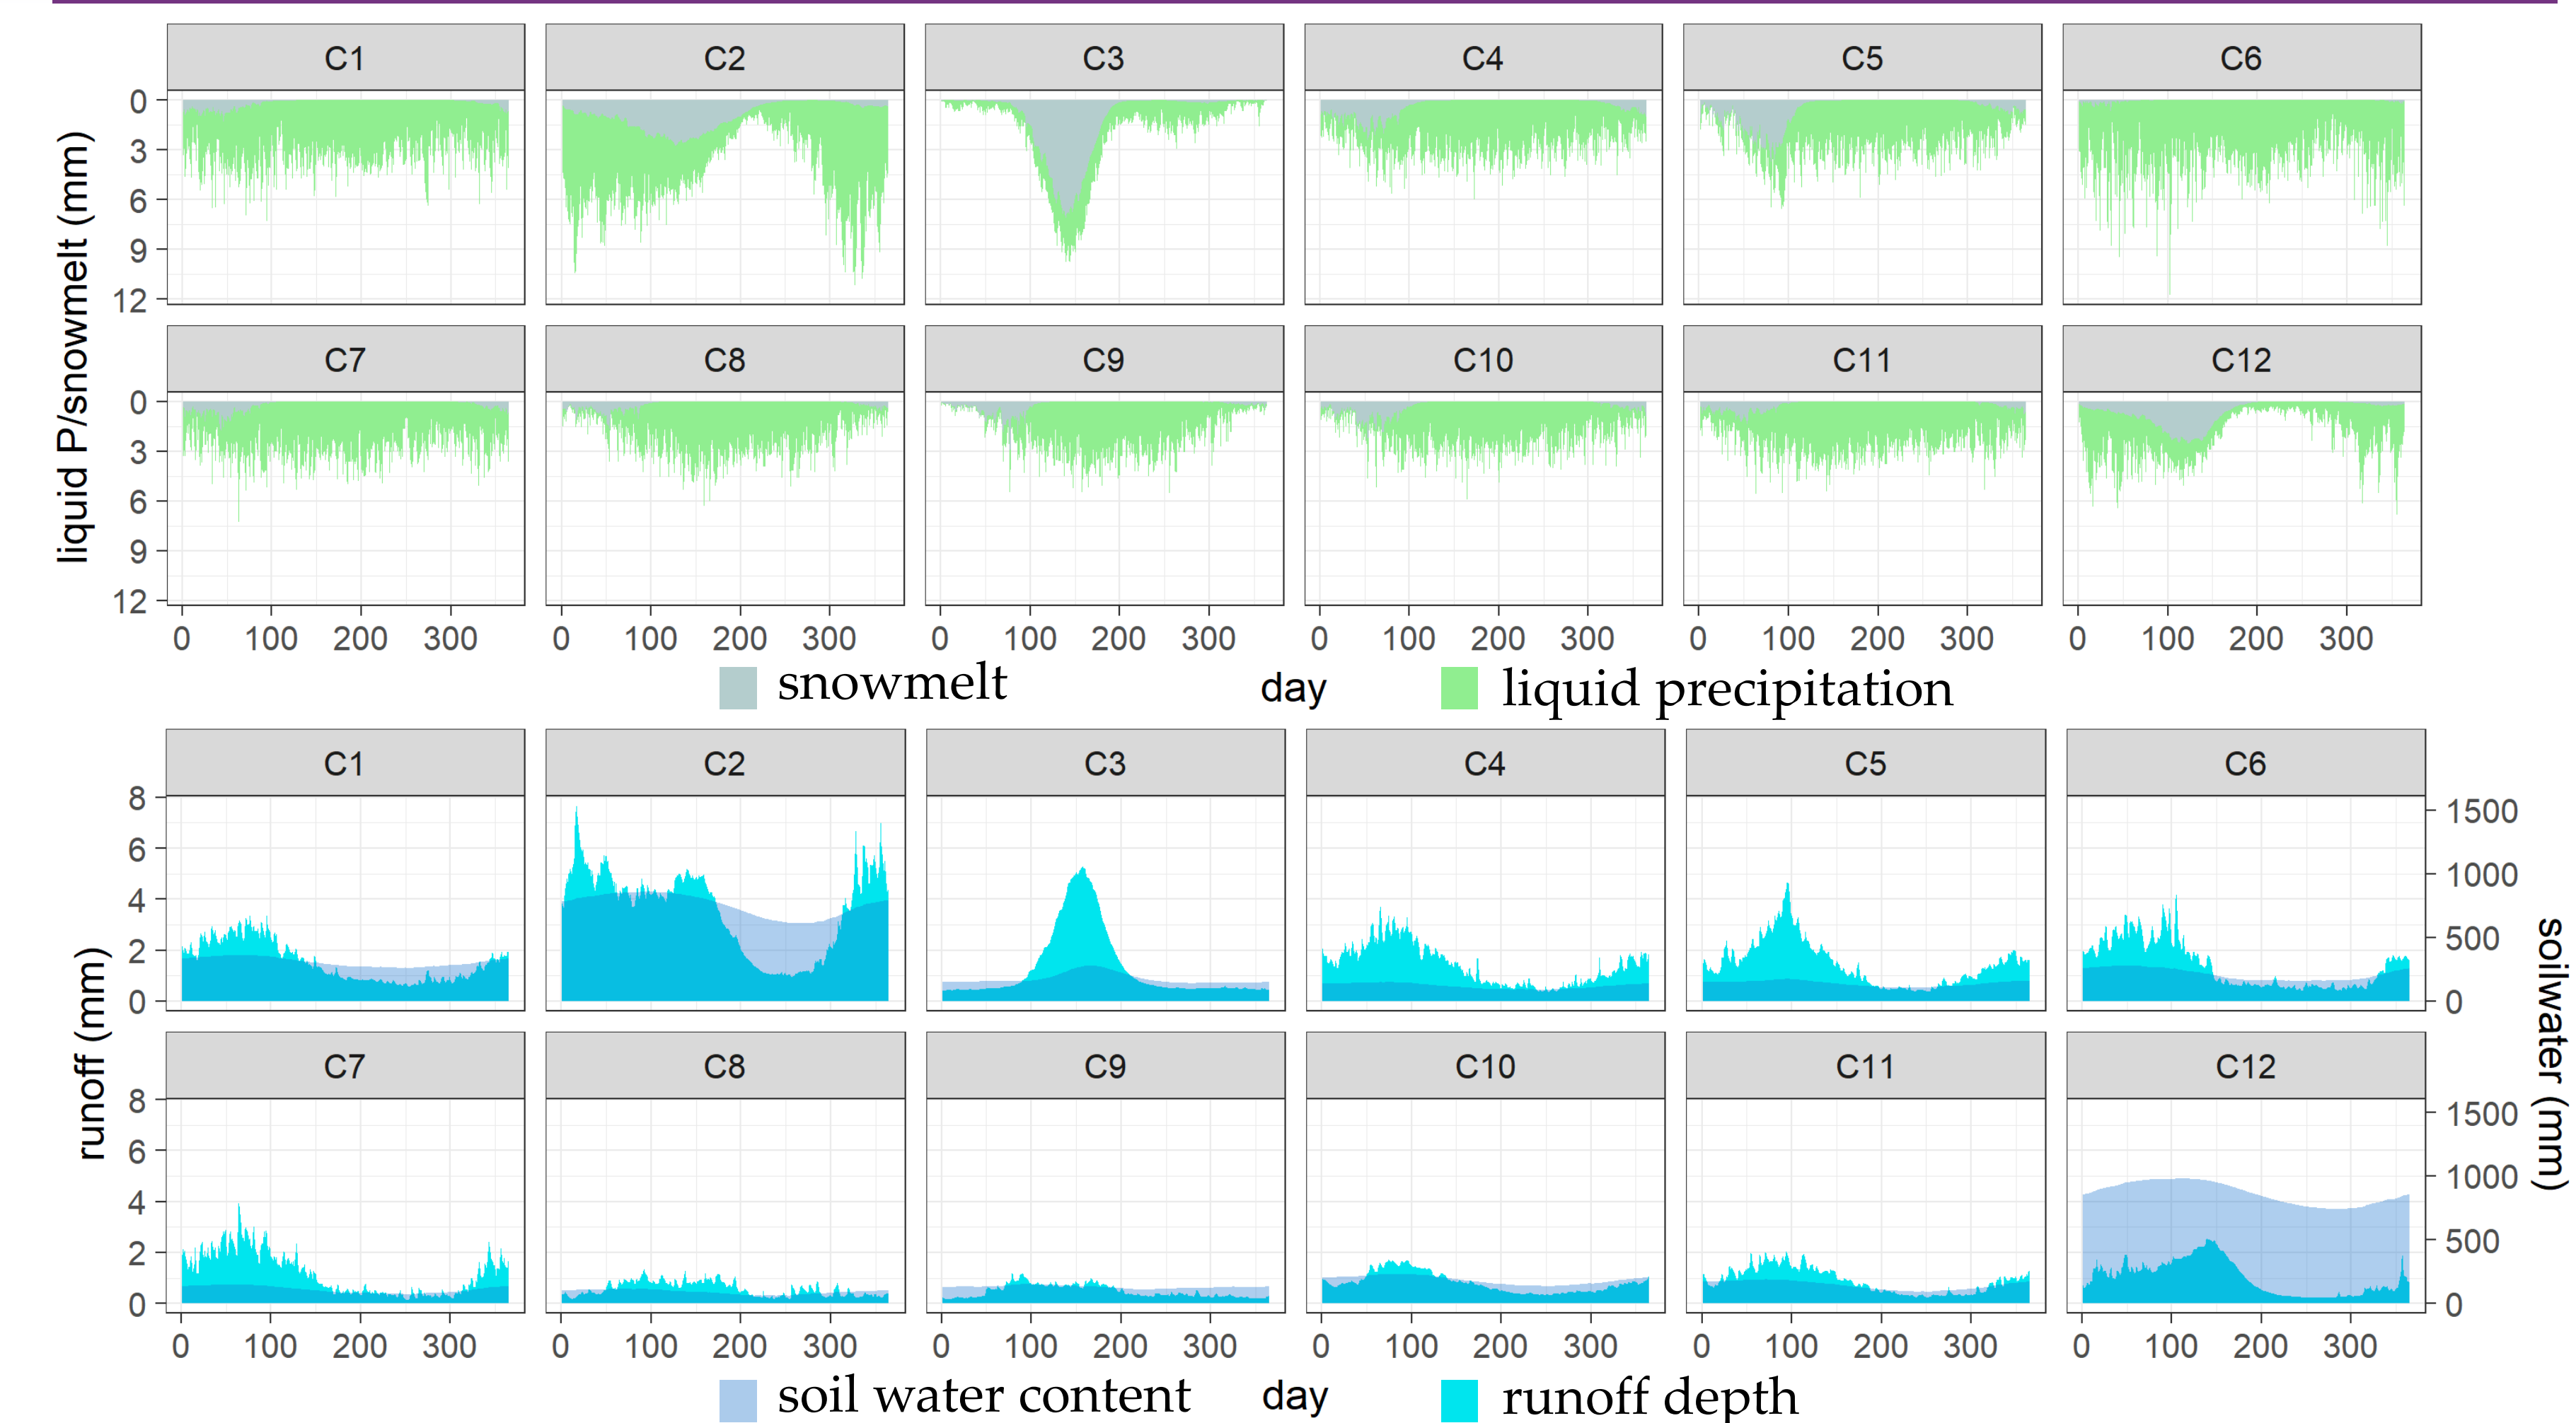 C1 C2 C3 C4 C5 C6
0
3
6
9
12
C7 C8 C9 C10 C11 C12
0
3
6
9
12
liquid P/snowmelt (mm)
0 100 200 300 0 100 200 300 0 100 200 300 0 100 200 300 0 100 200 300 0 100 200 300
snowmelt day liquid precipitation
C1 C2 C3 C4 C5 C6
8
6
4
2
0
1500
1000
500
0
C7 C8 C9 C10 C11 C12
8
6
4
2
0
1500
1000
500
0
runoff (mm)
soilwater (mm)
0 100 200 300 0 100 200 300 0 100 200 300 0 100 200 300 0 100 200 300 0 100 200 300
soil water content day runoff depth